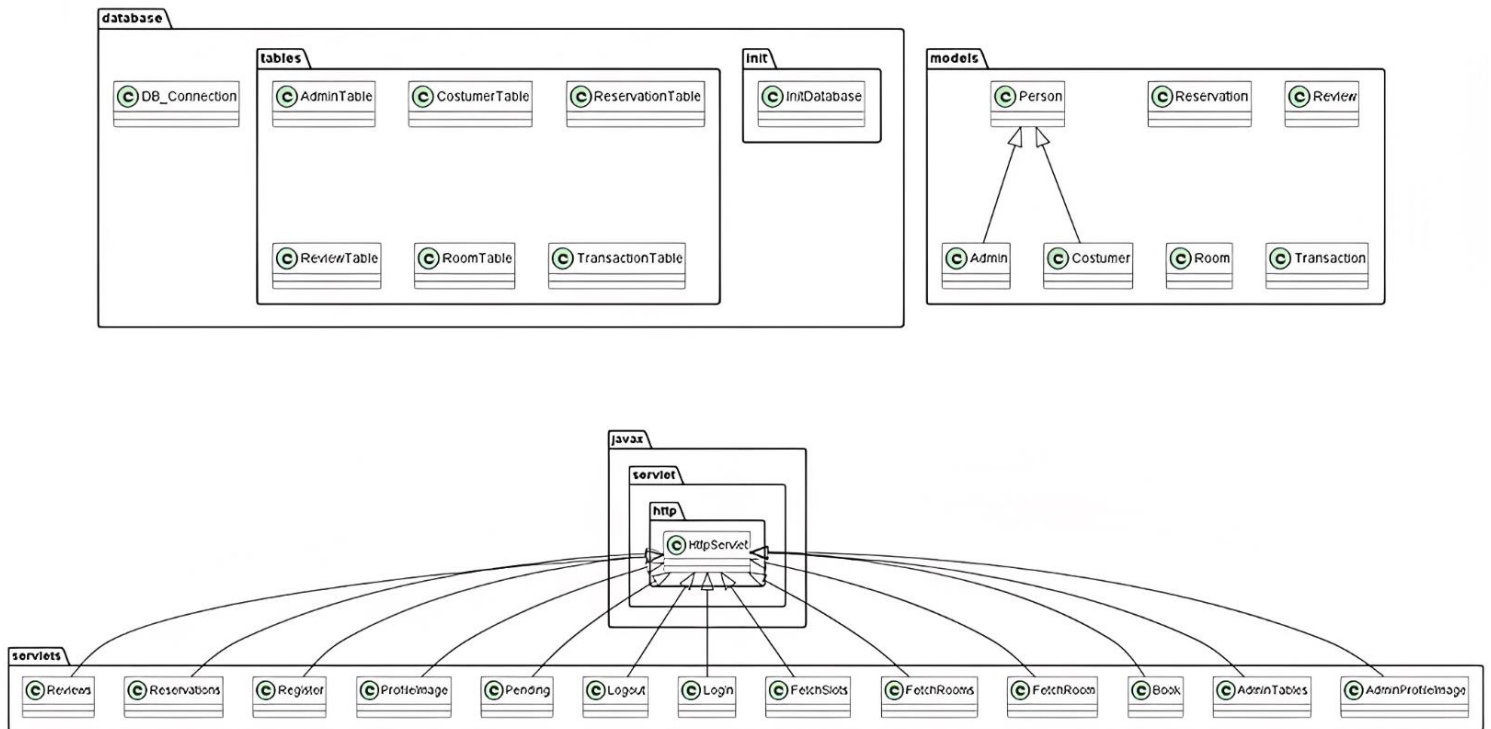 database
tables
init
models
C DB_Connection
C AdminTable
C CostumerTable
C ReservationTable
C InitDatabase
C Person
C Reservation
C Review
C ReviewTable
C RoomTable
C TransactionTable
C Admin
C Costumer
C Room
C Transaction
javax
servlet
http
C HttpServlet
servlets
C Reviews
C Reservations
C Register
C ProfileImage
C Pending
C Logout
C Login
C FetchSlots
C FetchRooms
C FetchRoom
C Book
C AdminTables
C AdminProfileImage